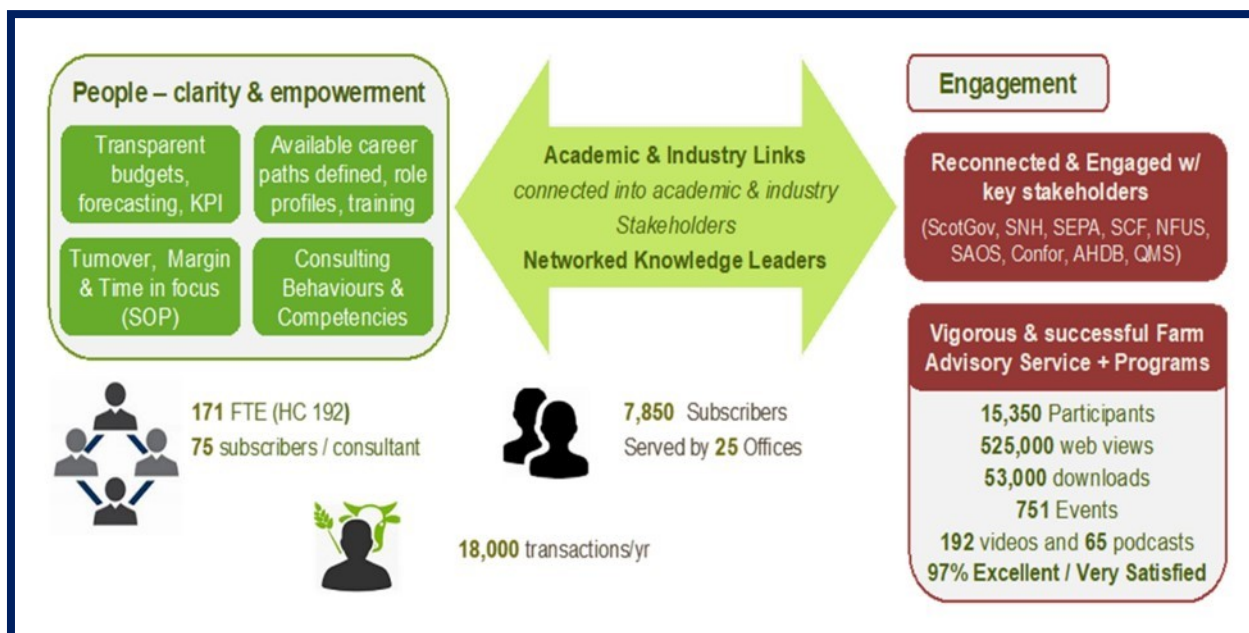 People – clarity & empowerment
Transparent
budgets,
forecasting, KPI
Available career
paths defined, role
profiles, training
Turnover, Margin
& Time in focus
(SOP)
Consulting
Behaviours &
Competencies
Academic & Industry Links
connected into academic & industry
Stakeholders
Networked Knowledge Leaders
Engagement
Reconnected & Engaged w/
key stakeholders
(ScotGov, SNH, SEPA, SCF, NFUS,
SAOS, Confor, AHDB, QMS)
Vigorous & successful Farm
Advisory Service + Programs
15,350 Participants
525,000 web views
53,000 downloads
751 Events
192 videos and 65 podcasts
97% Excellent / Very Satisfied
171 FTE (HC 192)
75 subscribers / consultant
7,850 Subscribers
Served by 25 Offices
18,000 transactions/yr